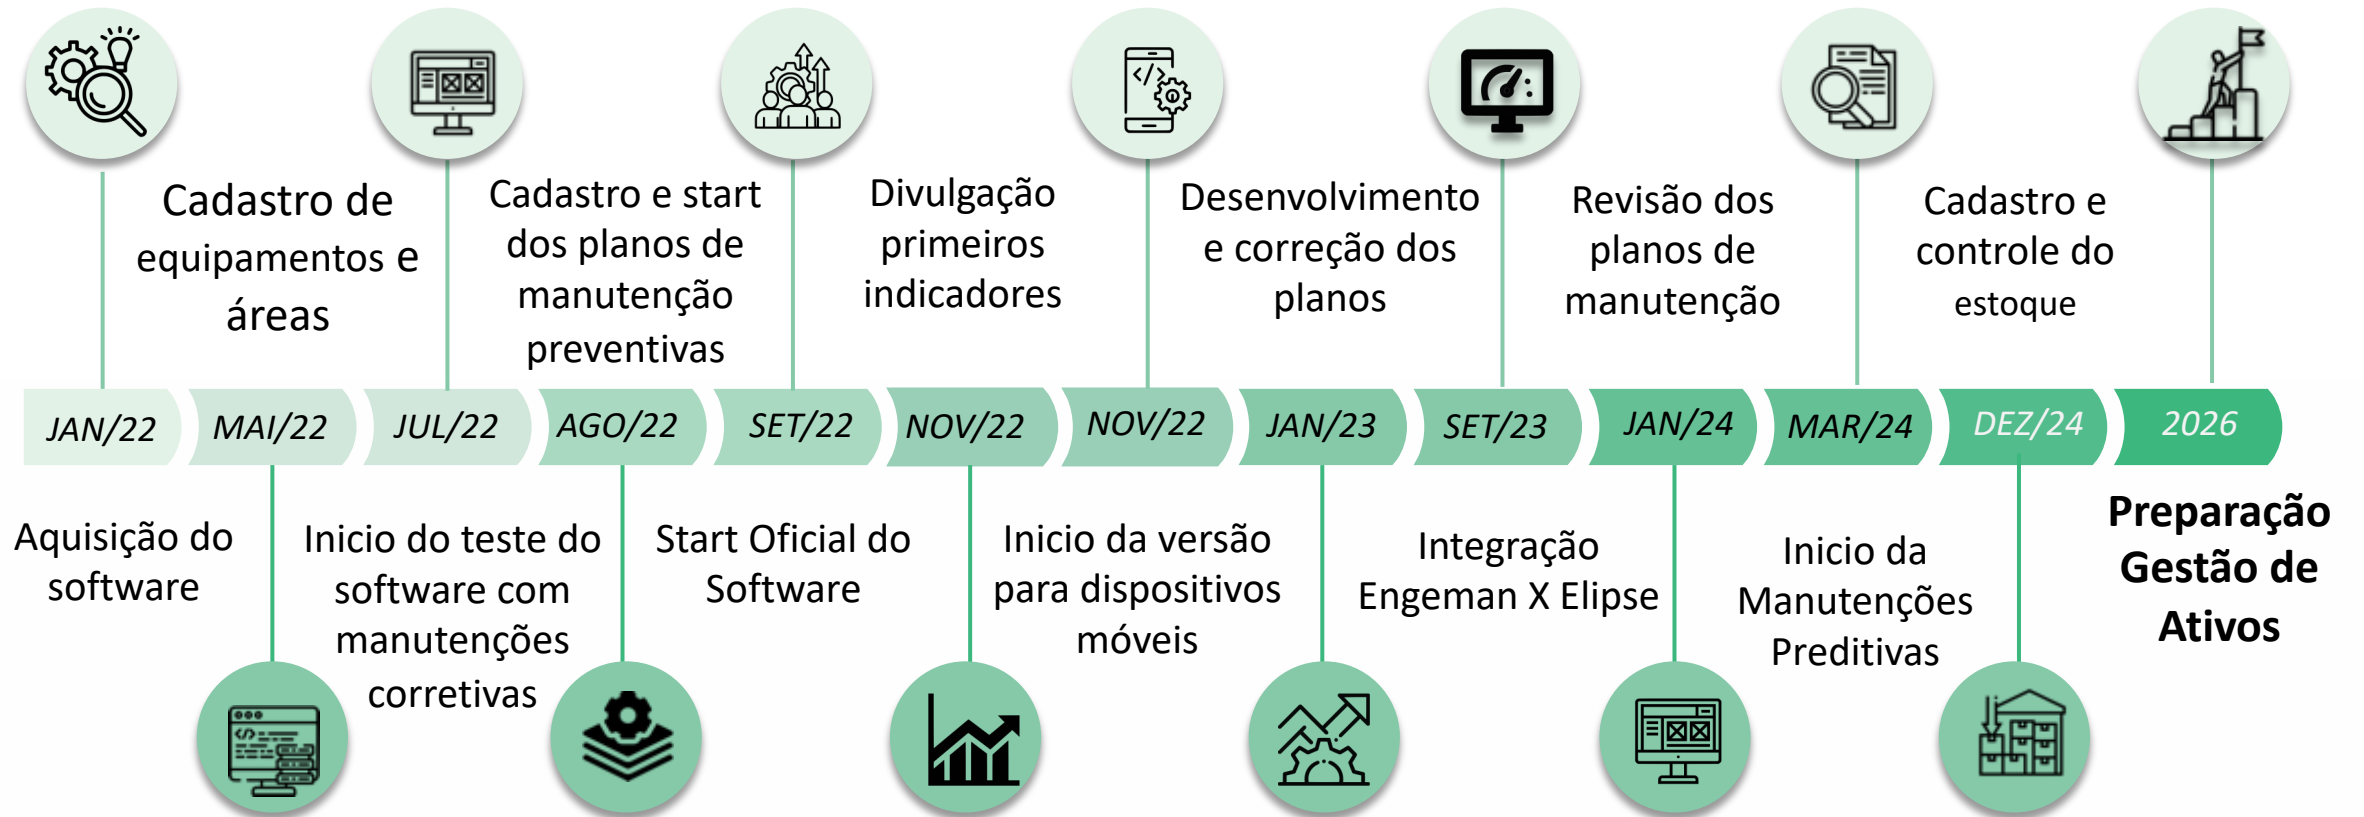 Cadastro de
equipamentos e
áreas
Cadastro e start
dos planos de
manutenção
preventivas
Divulgação
primeiros
indicadores
Desenvolvimento
e correção dos
planos
Revisão dos
planos de
manutenção
Cadastro e
controle do
estoque
JAN/22
MAI/22
JUL/22
AGO/22
SET/22
NOV/22
NOV/22
JAN/23
SET/23
JAN/24
MAR/24
DEZ/24
2026
Aquisição do
software
Inicio do teste do
software com
manutenções
corretivas
Start Oficial do
Software
Inicio da versão
para dispositivos
móveis
Integração
Engeman X Elipse
Inicio da
Manutenções
Preditivas
Preparação
Gestão de
Ativos